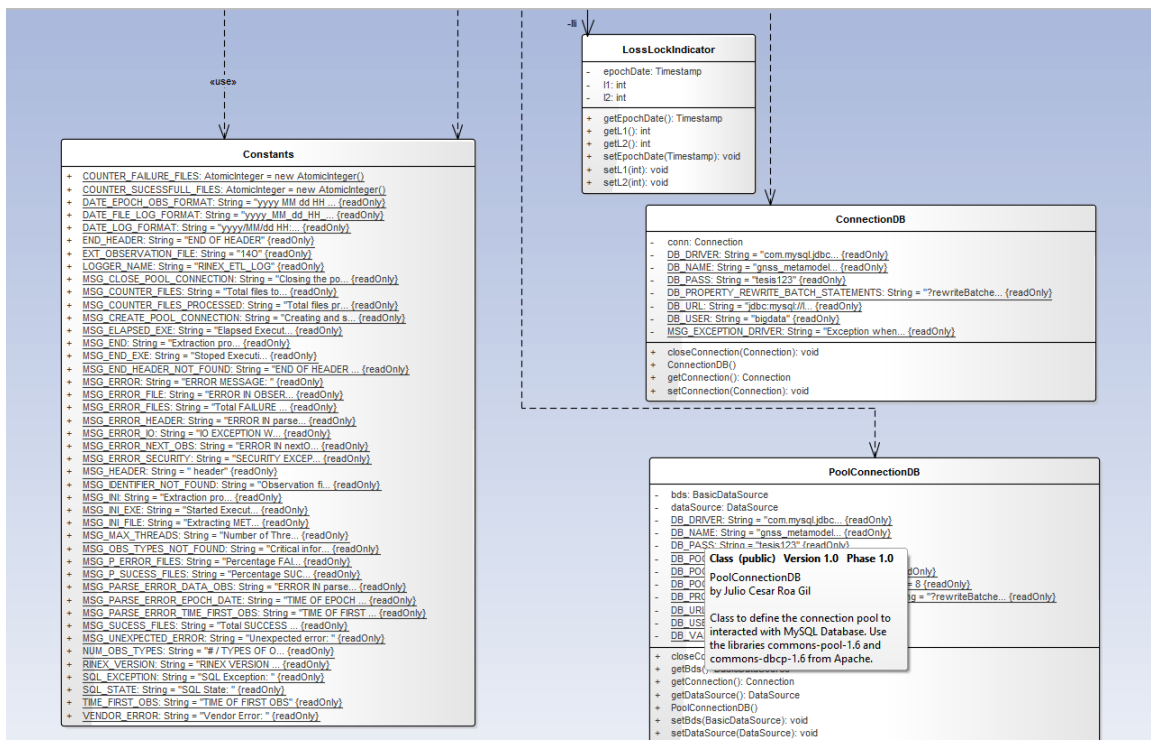 -lli
LossLockIndicator
- epochDate: Timestamp
- l1: int
- l2: int
+ getEpochDate(): Timestamp
+ getL1(): int
+ getL2(): int
+ setEpochDate(Timestamp): void
+ setL1(int): void
+ setL2(int): void
«use»
Constants
+ COUNTER_FAILURE_FILES: AtomicInteger = new AtomicInteger()
+ COUNTER_SUCESSFULL_FILES: AtomicInteger = new AtomicInteger()
+ DATE_EPOCH_OBS_FORMAT: String = "yyyy MM dd HH ... {readOnly}
+ DATE_FILE_LOG_FORMAT: String = "yyyy_MM_dd_HH_... {readOnly}
+ DATE_LOG_FORMAT: String = "yyyy/MM/dd HH:... {readOnly}
+ END_HEADER: String = "END OF HEADER" {readOnly}
+ EXT_OBSERVATION_FILE: String = "14O" {readOnly}
+ LOGGER_NAME: String = "RINEX_ETL_LOG" {readOnly}
+ MSG_CLOSE_POOL_CONNECTION: String = "Closing the po... {readOnly}
+ MSG_COUNTER_FILES: String = "Total files to... {readOnly}
+ MSG_COUNTER_FILES_PROCESSED: String = "Total files pr... {readOnly}
+ MSG_CREATE_POOL_CONNECTION: String = "Creating and s... {readOnly}
+ MSG_ELAPSED_EXE: String = "Elapsed Execut... {readOnly}
+ MSG_END: String = "Extraction pro... {readOnly}
+ MSG_END_EXE: String = "Stoped Executi... {readOnly}
+ MSG_END_HEADER_NOT_FOUND: String = "END OF HEADER ... {readOnly}
+ MSG_ERROR: String = "ERROR MESSAGE: " {readOnly}
+ MSG_ERROR_FILE: String = "ERROR IN OBSER... {readOnly}
+ MSG_ERROR_FILES: String = "Total FAILURE ... {readOnly}
+ MSG_ERROR_HEADER: String = "ERROR IN parse... {readOnly}
+ MSG_ERROR_IO: String = "IO EXCEPTION W... {readOnly}
+ MSG_ERROR_NEXT_OBS: String = "ERROR IN nextO... {readOnly}
+ MSG_ERROR_SECURITY: String = "SECURITY EXCEP... {readOnly}
+ MSG_HEADER: String = " header" {readOnly}
+ MSG_IDENTIFIER_NOT_FOUND: String = "Observation fi... {readOnly}
+ MSG_INI: String = "Extraction pro... {readOnly}
+ MSG_INI_EXE: String = "Started Execut... {readOnly}
+ MSG_INI_FILE: String = "Extracting MET... {readOnly}
+ MSG_MAX_THREADS: String = "Number of Thre... {readOnly}
+ MSG_OBS_TYPES_NOT_FOUND: String = "Critical infor... {readOnly}
+ MSG_P_ERROR_FILES: String = "Percentage FAI... {readOnly}
+ MSG_P_SUCESS_FILES: String = "Percentage SUC... {readOnly}
+ MSG_PARSE_ERROR_DATA_OBS: String = "ERROR IN parse... {readOnly}
+ MSG_PARSE_ERROR_EPOCH_DATE: String = "TIME OF EPOCH ... {readOnly}
+ MSG_PARSE_ERROR_TIME_FIRST_OBS: String = "TIME OF FIRST ... {readOnly}
+ MSG_SUCESS_FILES: String = "Total SUCCESS ... {readOnly}
+ MSG_UNEXPECTED_ERROR: String = "Unexpected error: " {readOnly}
+ NUM_OBS_TYPES: String = "# / TYPES OF O... {readOnly}
+ RINEX_VERSION: String = "RINEX VERSION ... {readOnly}
+ SQL_EXCEPTION: String = "SQL Exception: " {readOnly}
+ SQL_STATE: String = "SQL State: " {readOnly}
+ TIME_FIRST_OBS: String = "TIME OF FIRST OBS" {readOnly}
+ VENDOR_ERROR: String = "Vendor Error: " {readOnly}
ConnectionDB
- conn: Connection
- DB_DRIVER: String = "com.mysql.jdbc... {readOnly}
- DB_NAME: String = "gnss_metamodel... {readOnly}
- DB_PASS: String = "tesis123" {readOnly}
- DB_PROPERTY_REWRITE_BATCH_STATEMENTS: String = "?rewriteBatche... {readOnly}
- DB_URL: String = "jdbc:mysql://l... {readOnly}
- DB_USER: String = "bigdata" {readOnly}
- MSG_EXCEPTION_DRIVER: String = "Exception when... {readOnly}
+ closeConnection(Connection): void
+ ConnectionDB()
+ getConnection(): Connection
+ setConnection(Connection): void
PoolConnectionDB
- bds: BasicDataSource
- dataSource: DataSource
- DB_DRIVER: String = "com.mysql.jdbc... {readOnly}
- DB_NAME: String = "gnss_metamodel... {readOnly}
- DB_PASS: String = "tesis123" {readOnly}
- DB_
- DB_ {readOnly}
- DB_ = 8 {readOnly}
- DB_ "?rewriteBatche... {readOnly}
- DB_
- DB_
- DB_
Class (public) Version 1.0 Phase 1.0
PoolConnectionDB
by Julio Cesar Roa Gil
Class to define the connection pool to
interacted with MySQL Database. Use
the libraries commons-pool-1.6 and
commons-dbcp-1.6 from Apache.
+
+ getBds(): BasicDataSource
+ getConnection(): Connection
+ getDataSource(): DataSource
+ PoolConnectionDB()
+ setBds(BasicDataSource): void
+ setDataSource(DataSource): void